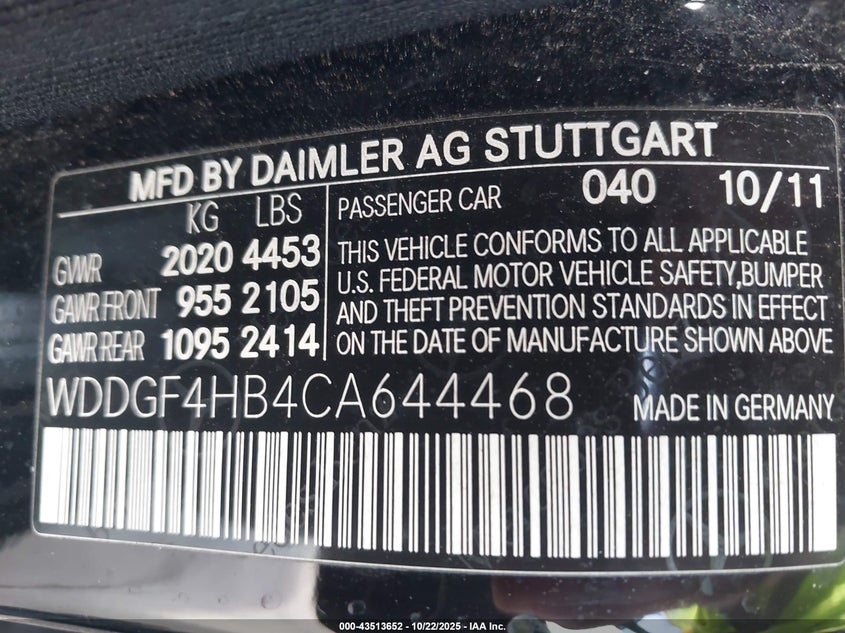 MFD BY DAIMLER AG STUTTGART
KG LBS
GVWR 2020 4453
GAWR FRONT 955 2105
GAWR REAR 1095 2414
PASSENGER CAR 040 10/11
THIS VEHICLE CONFORMS TO ALL APPLICABLE
U.S. FEDERAL MOTOR VEHICLE SAFETY,BUMPER
AND THEFT PREVENTION STANDARDS IN EFFECT
ON THE DATE OF MANUFACTURE SHOWN ABOVE
WDDGF4HB4CA644468 MADE IN GERMANY
000-43513652 - 10/22/2025 - IAA Inc.